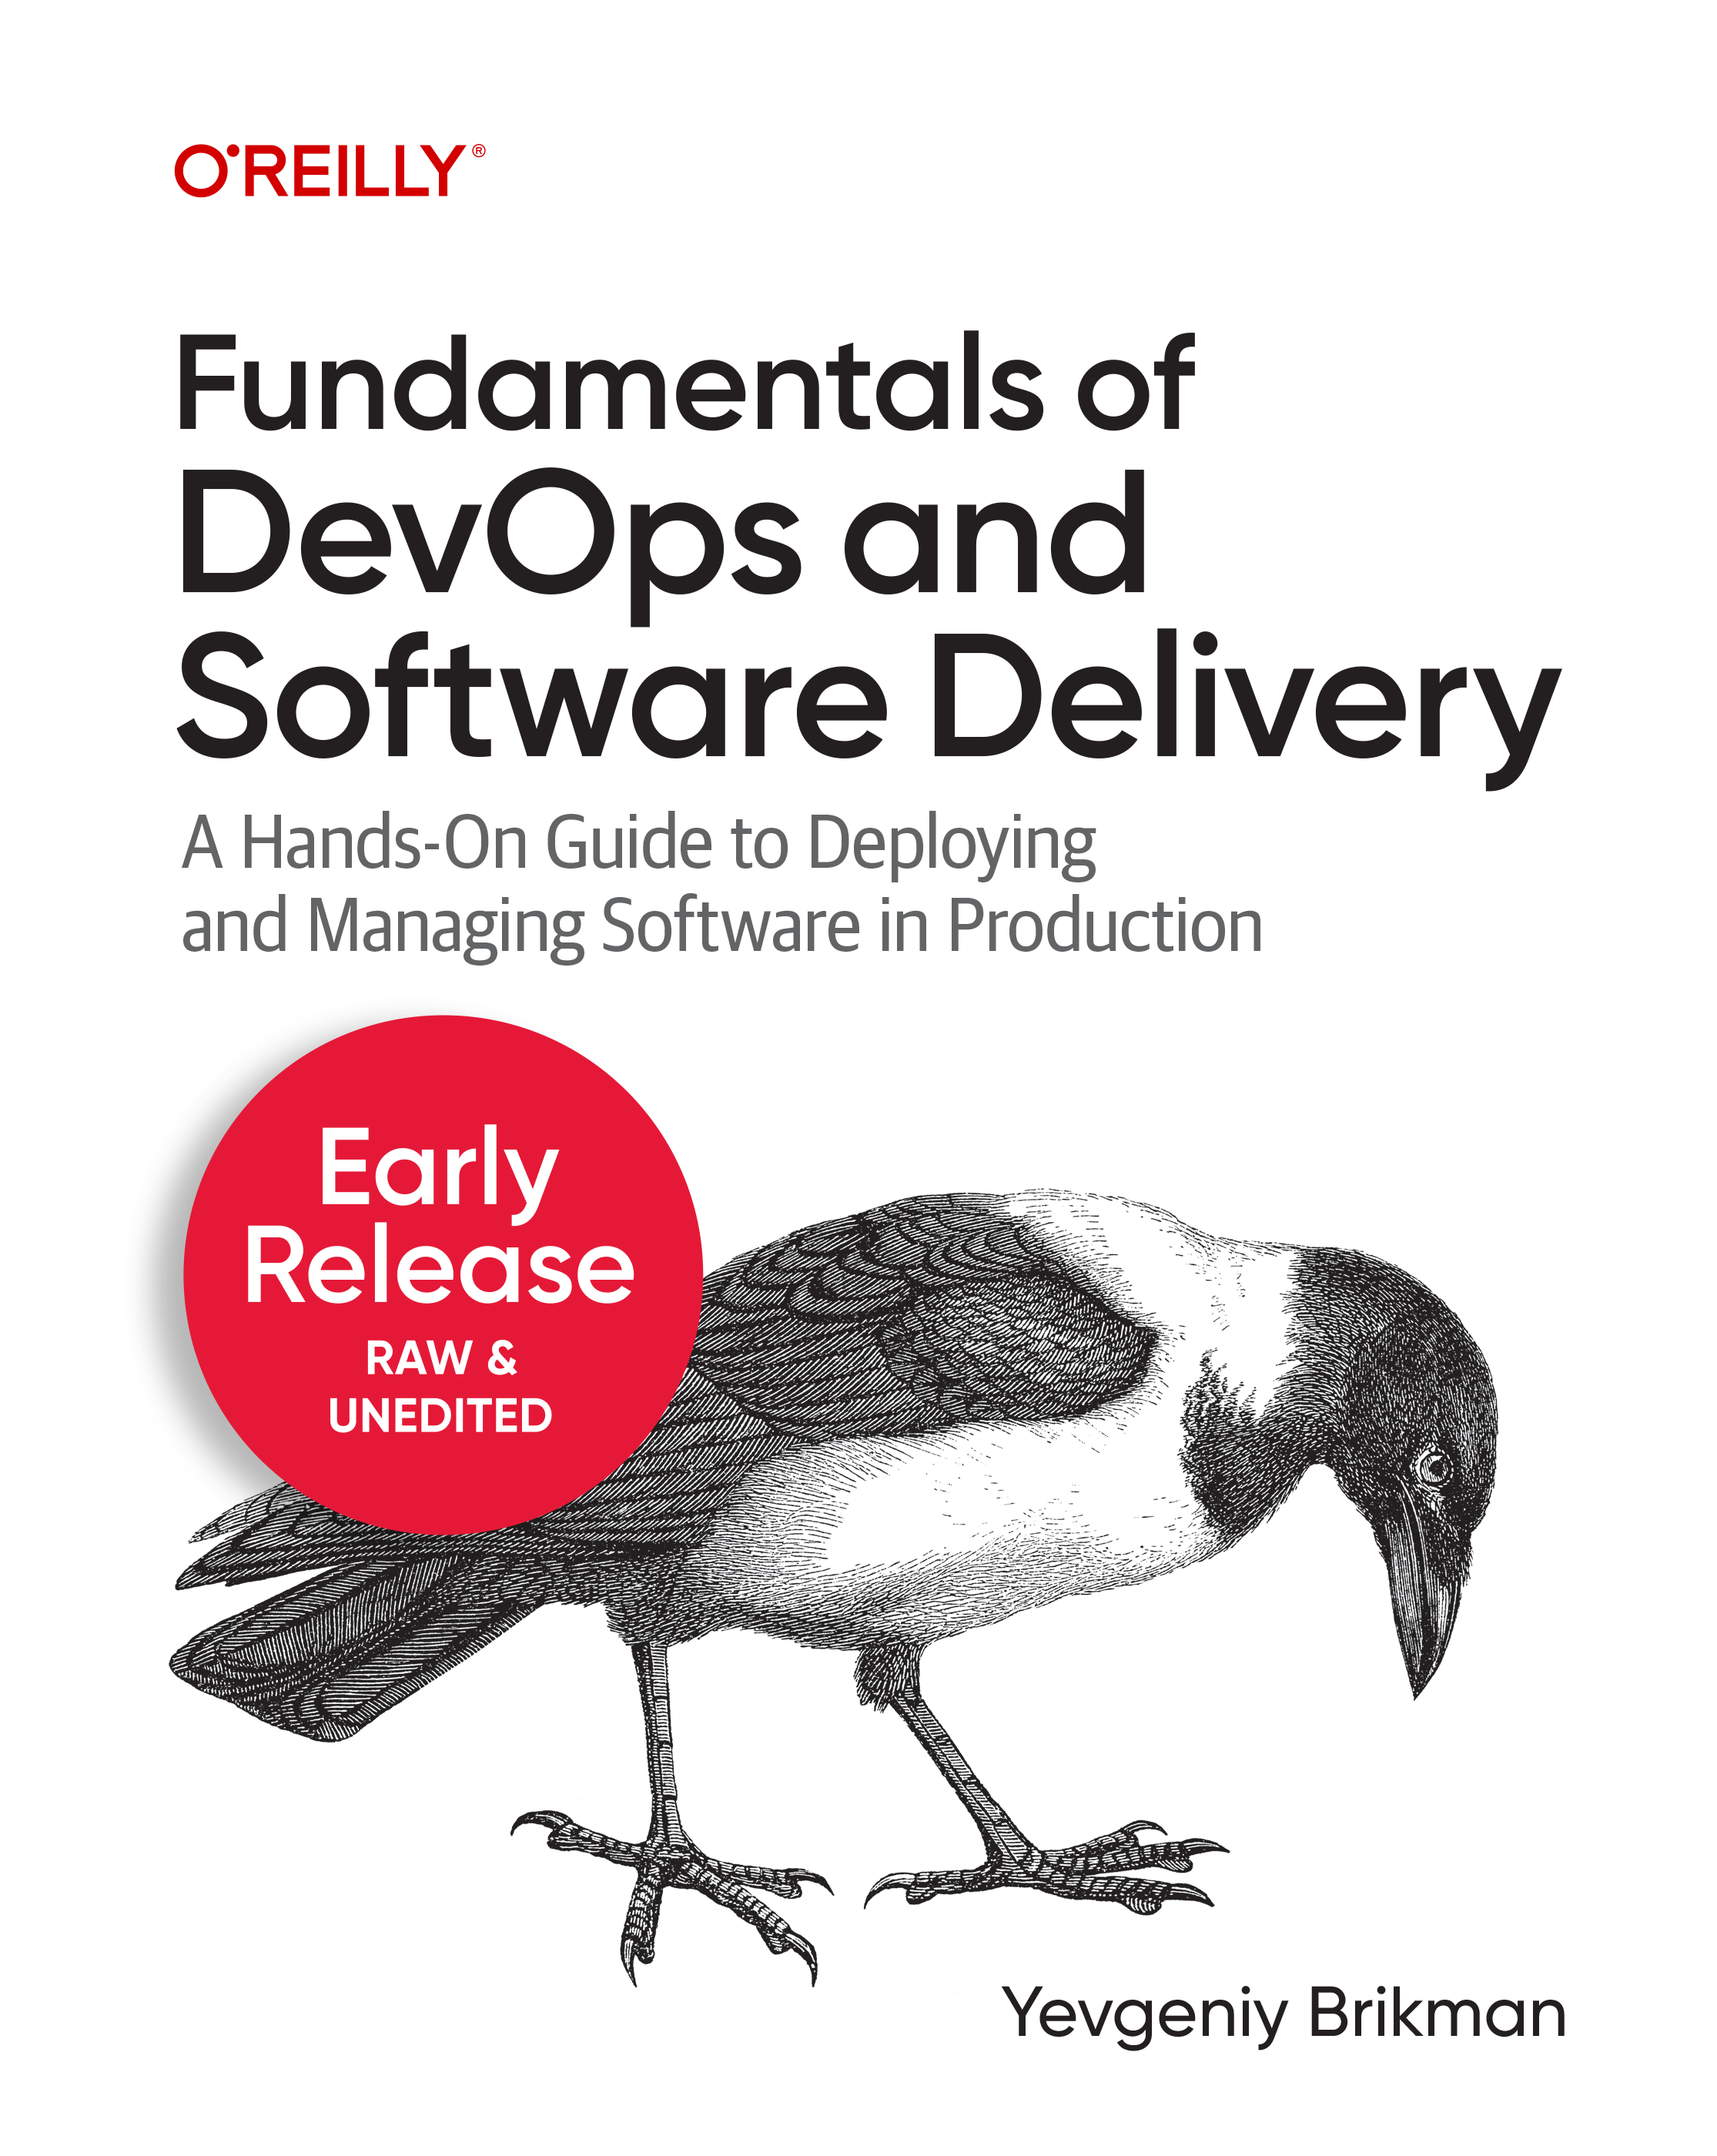 O'REILLY®
Fundamentals of
DevOps and
Software Delivery
A Hands-On Guide to Deploying
and Managing Software in Production
Early
Release
RAW &
UNEDITED
Yevgeniy Brikman